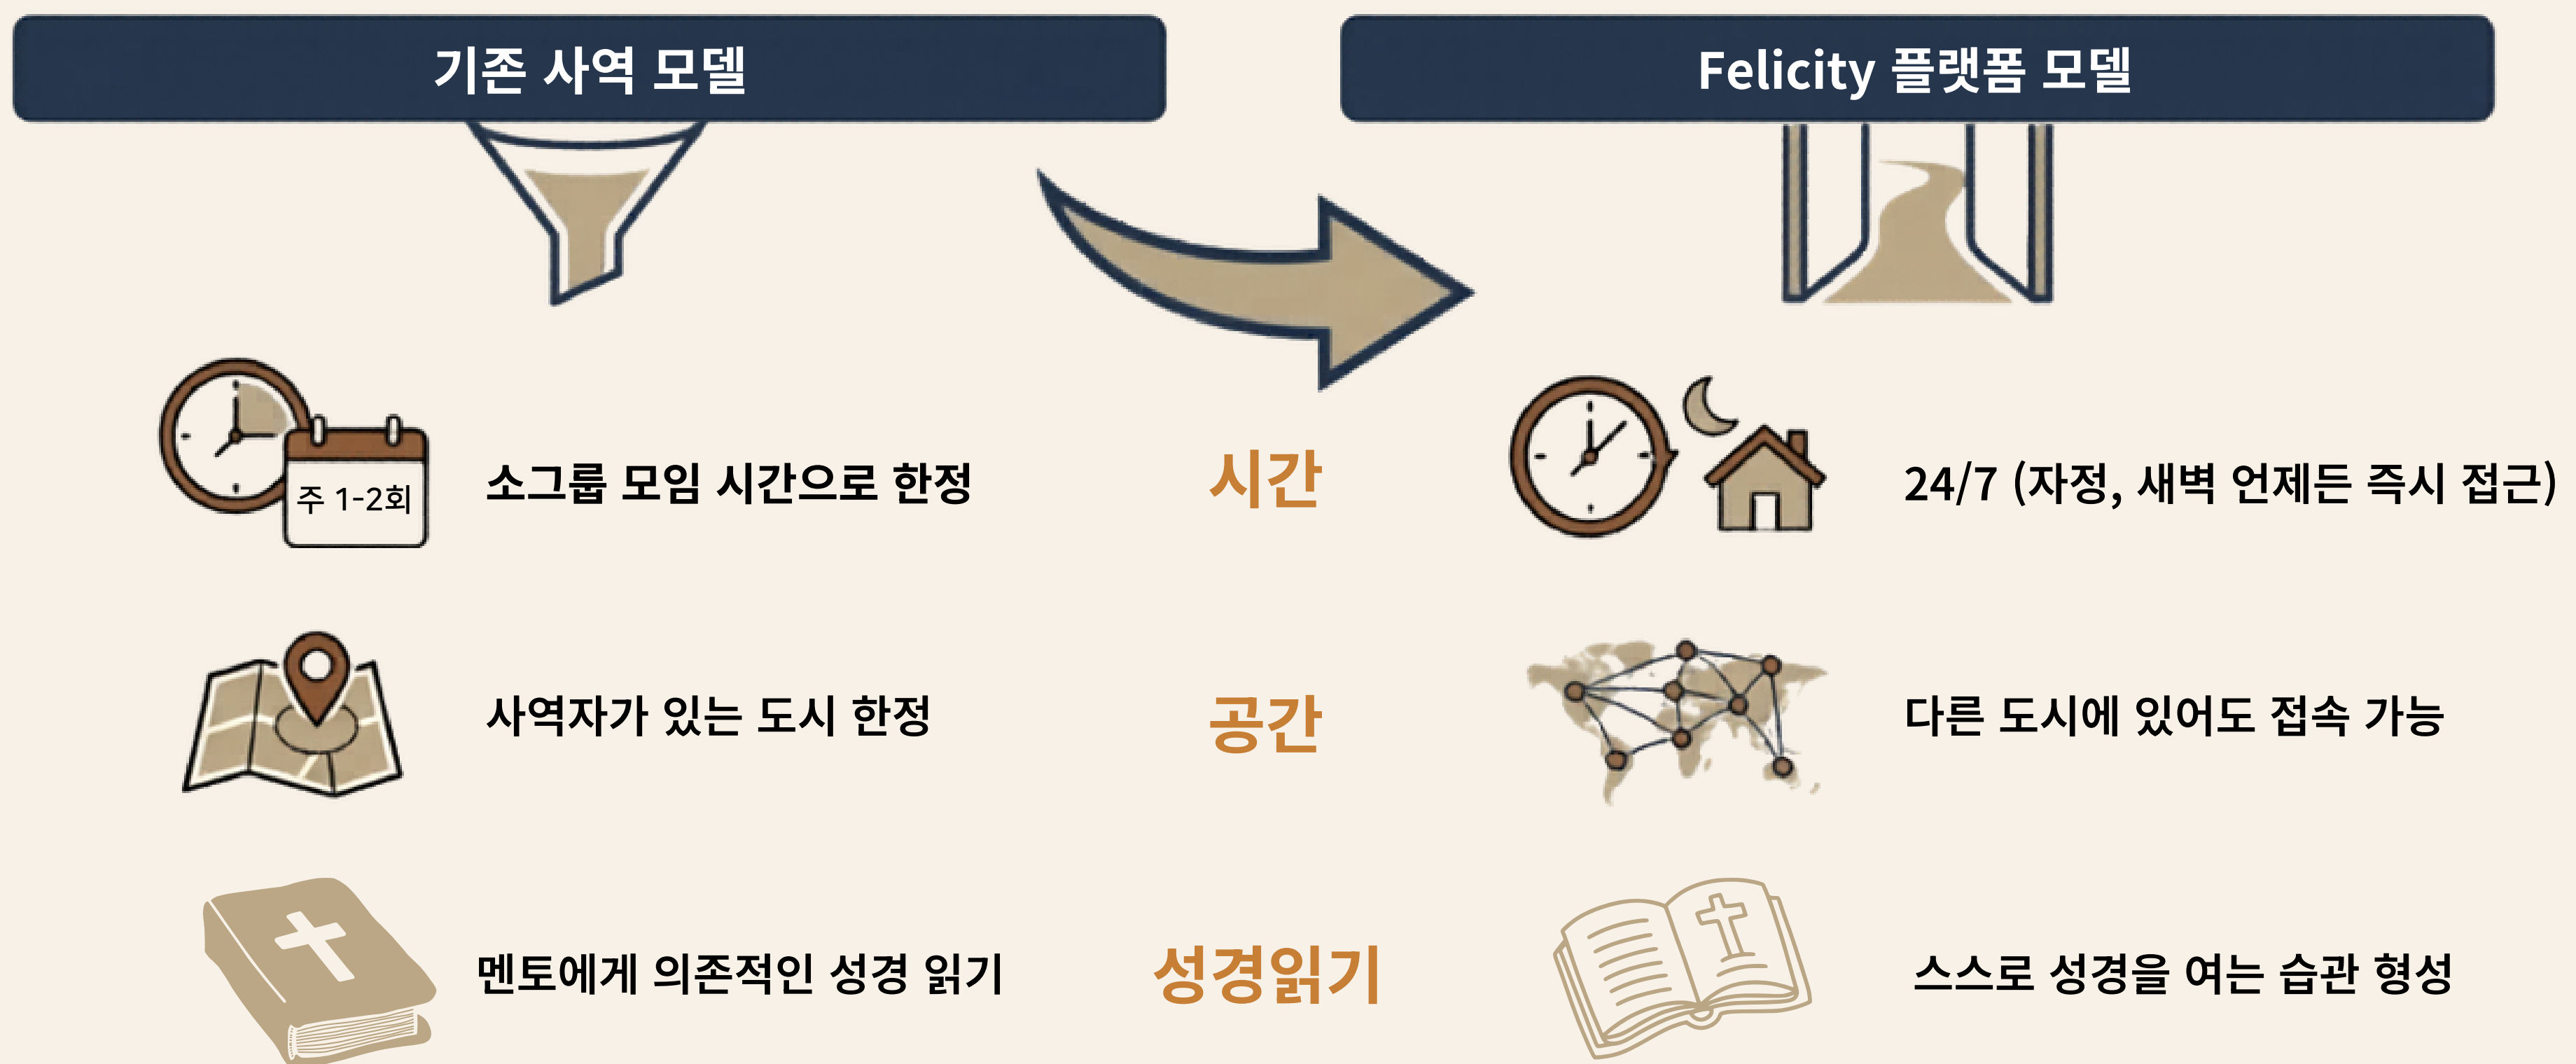 기존 사역 모델
Felicity 플랫폼 모델
주 1-2회
소그룹 모임 시간으로 한정
시간
24/7 (자정, 새벽 언제든 즉시 접근)
사역자가 있는 도시 한정
공간
다른 도시에 있어도 접속 가능
멘토에게 의존적인 성경 읽기
성경읽기
스스로 성경을 여는 습관 형성